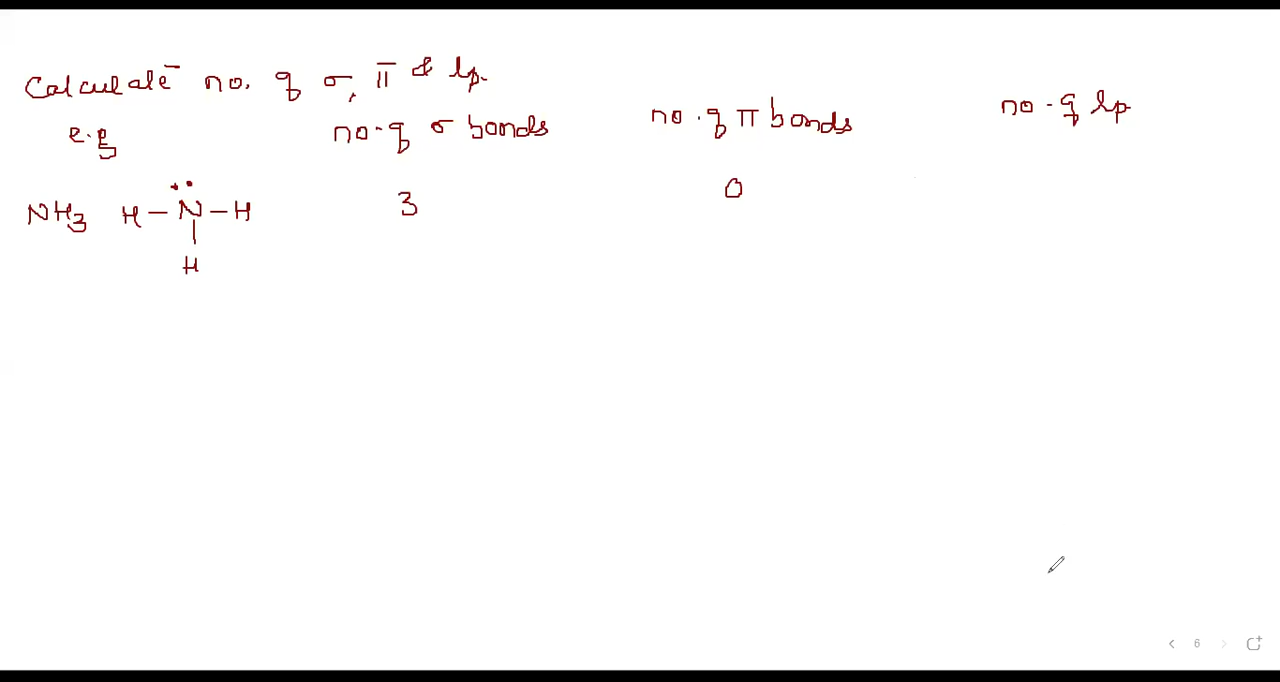 Calculate no. of σ, π & lp.
e.g no. of σ bonds no. of π bonds no. of lp
NH3 H – N̈ – H 3 0
|
H
6